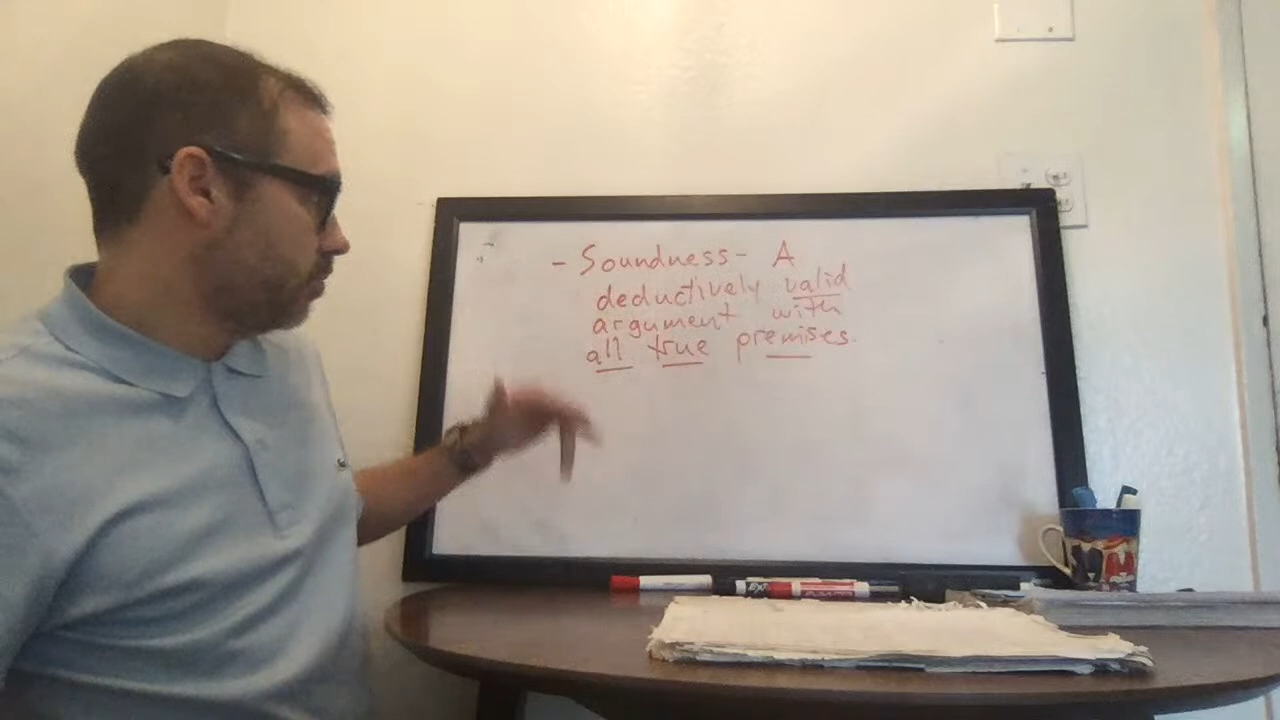 - Soundness - A
deductively valid
argument with
all true premises.